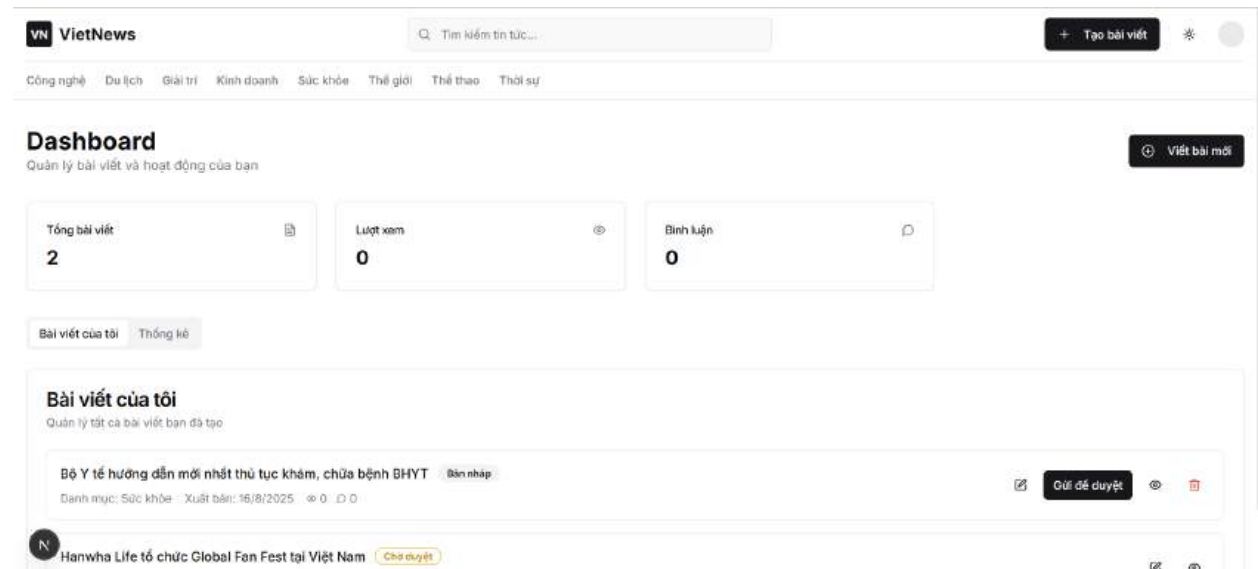 VN VietNews
Tìm kiếm tin tức...
+ Tạo bài viết
Công nghệ Du lịch Giải trí Kinh doanh Sức khỏe Thế giới Thể thao Thời sự
Dashboard
Quản lý bài viết và hoạt động của bạn
Viết bài mới
Tổng bài viết
2
Lượt xem
0
Bình luận
0
Bài viết của tôi Thống kê
Bài viết của tôi
Quản lý tất cả bài viết bạn đã tạo
Bộ Y tế hướng dẫn mới nhất thủ tục khám, chữa bệnh BHYT Bản nháp
Danh mục: Sức khỏe Xuất bản: 16/8/2025 0 0
Gửi để duyệt
N
Hanwha Life tổ chức Global Fan Fest tại Việt Nam Chờ duyệt